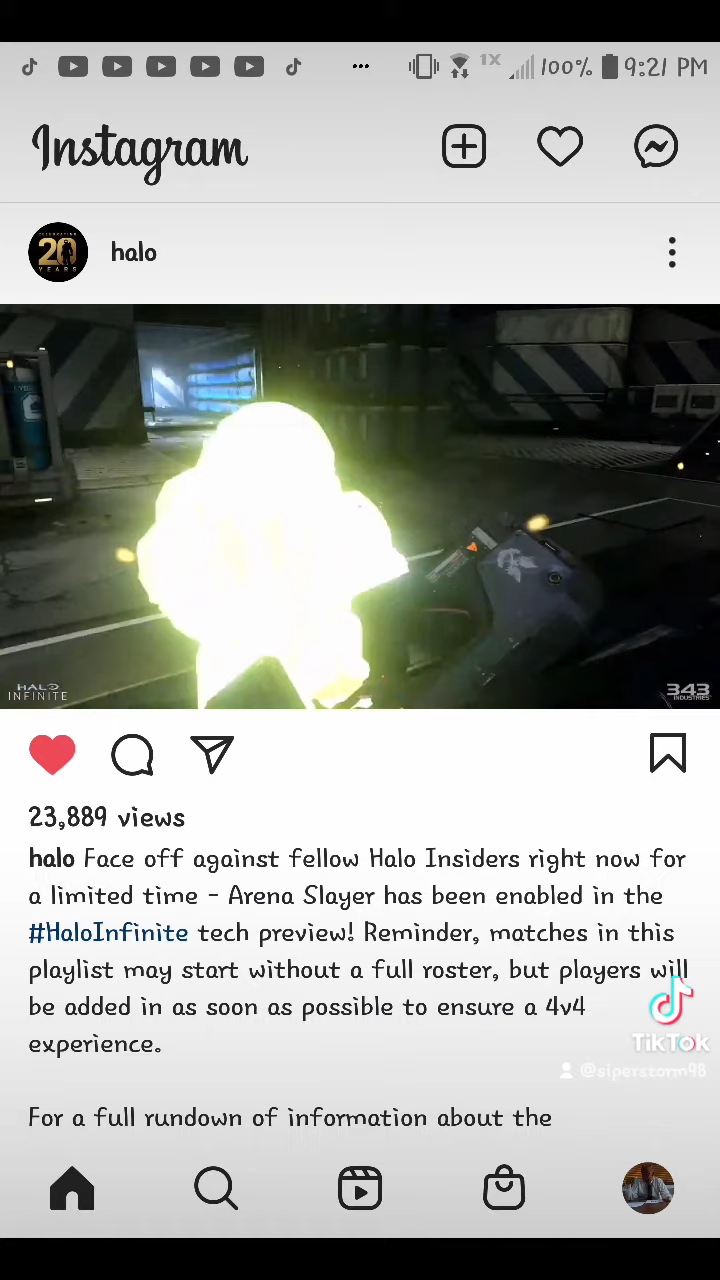 1X 100% 9:21 PM
Instagram
CELEBRATING
20
YEARS
halo
HALO
INFINITE
343
INDUSTRIES
23,889 views
halo Face off against fellow Halo Insiders right now for
a limited time - Arena Slayer has been enabled in the
#HaloInfinite tech preview! Reminder, matches in this
playlist may start without a full roster, but players will
be added in as soon as possible to ensure a 4v4
experience.
TikTok
@siperstorm98
For a full rundown of information about the